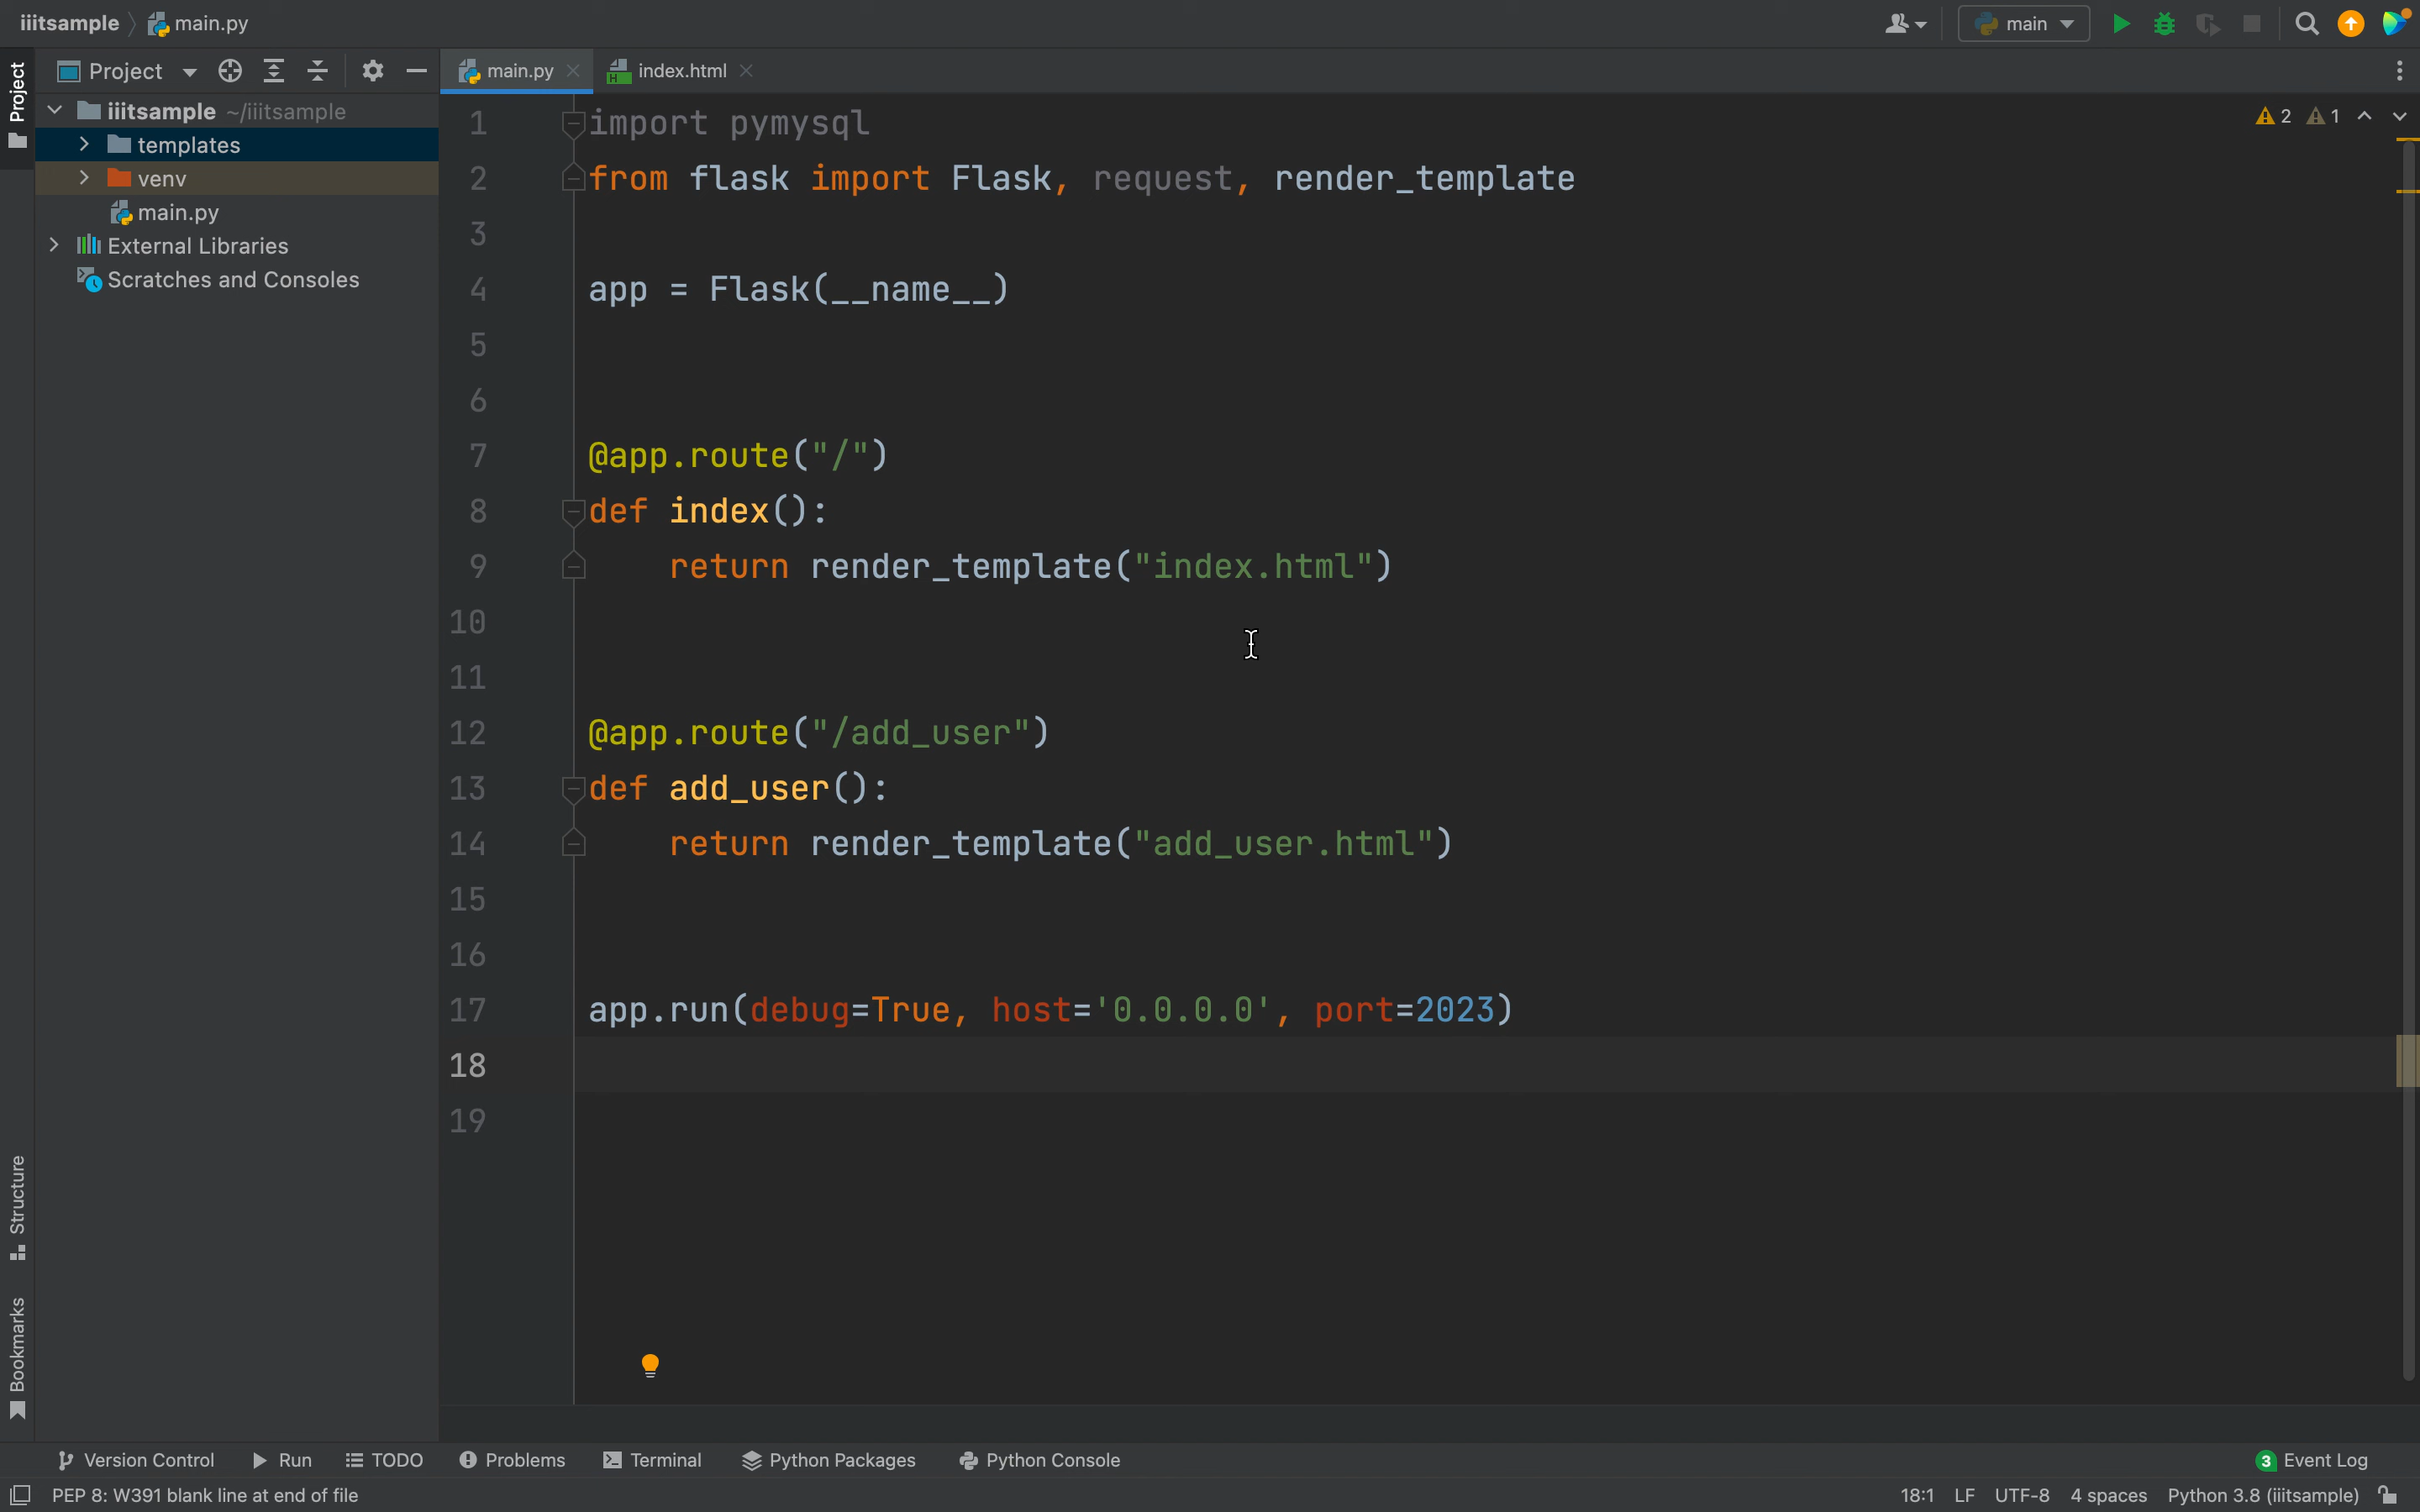 iiitsample main.py
main
Project
Project
main.py
index.html
iiitsample ~/iiitsample
templates
venv
main.py
External Libraries
Scratches and Consoles
1 import pymysql
2 from flask import Flask, request, render_template
3
4 app = Flask(__name__)
5
6
7 @app.route("/")
8 def index():
9     return render_template("index.html")
10
11
12 @app.route("/add_user")
13 def add_user():
14     return render_template("add_user.html")
15
16
17 app.run(debug=True, host='0.0.0.0', port=2023)
18
19
2 1
Structure
Bookmarks
Version Control Run TODO Problems Terminal Python Packages Python Console 3 Event Log
PEP 8: W391 blank line at end of file 18:1 LF UTF-8 4 spaces Python 3.8 (iiitsample)